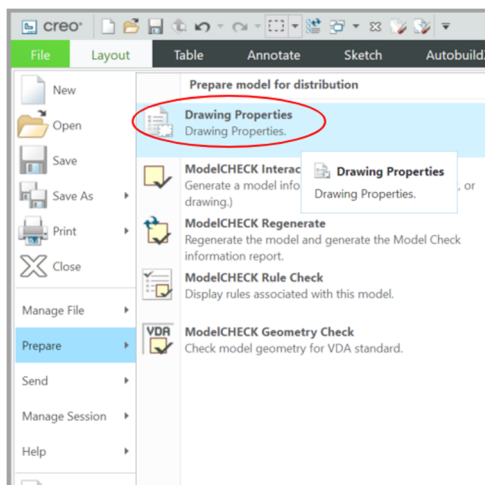 creo
File Layout Table Annotate Sketch Autobuild
New
Open
Save
Save As
Print
Close
Manage File
Prepare
Send
Manage Session
Help
Prepare model for distribution
Drawing Properties
Drawing Properties.
ModelCHECK Interac
Generate a model info , or
drawing.)
Drawing Properties
Drawing Properties.
ModelCHECK Regenerate
Regenerate the model and generate the Model Check
information report.
ModelCHECK Rule Check
Display rules associated with this model.
VDA
ModelCHECK Geometry Check
Check model geometry for VDA standard.